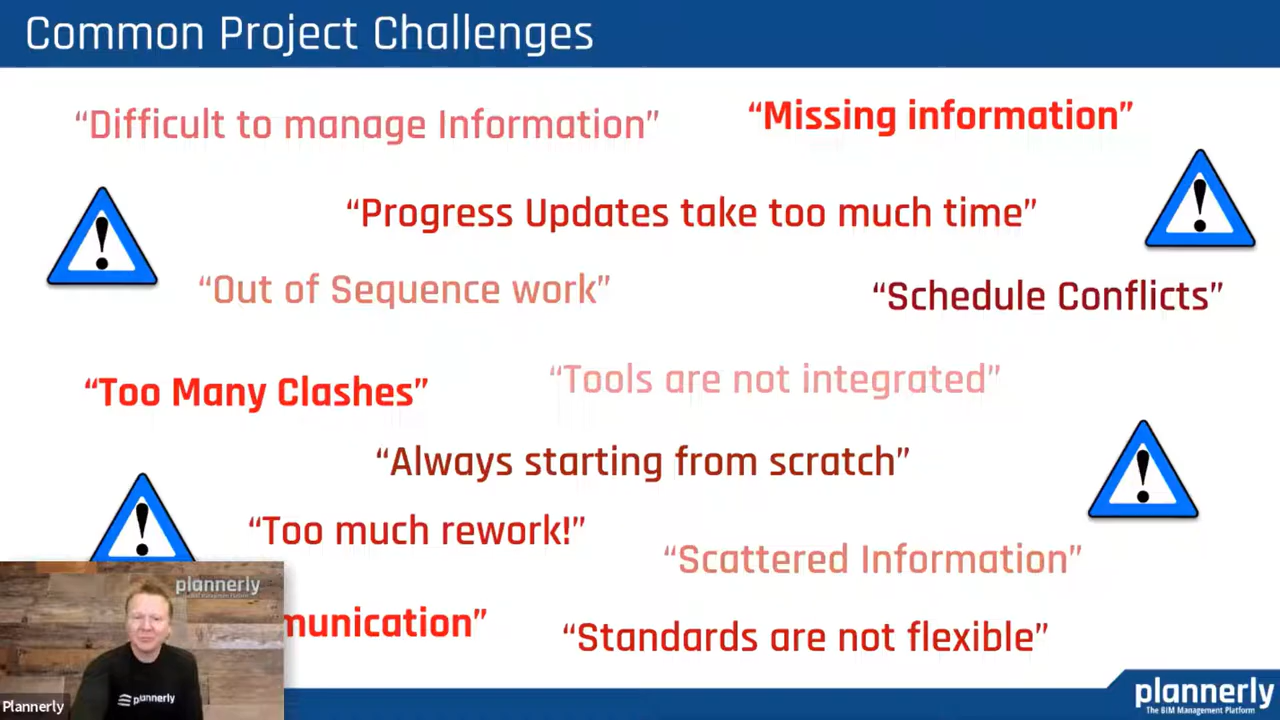 Common Project Challenges
“Difficult to manage Information”
“Missing information”
“Progress Updates take too much time”
“Out of Sequence work”
“Schedule Conflicts”
“Too Many Clashes”
“Tools are not integrated”
“Always starting from scratch”
“Too much rework!”
“Scattered Information”
munication”
“Standards are not flexible”
plannerly
plannerly
Plannerly
plannerly
The BIM Management Platform